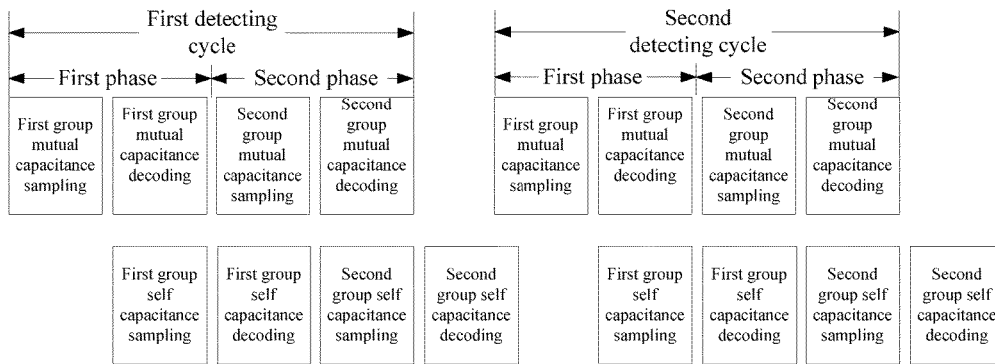 First detecting
cycle
Second
detecting cycle
First phase
Second phase
First phase
Second phase
First group
mutual
capacitance
sampling
First group
mutual
capacitance
decoding
Second
group
mutual
capacitance
sampling
Second
group
mutual
capacitance
decoding
First group
mutual
capacitance
sampling
First group
mutual
capacitance
decoding
Second
group
mutual
capacitance
sampling
Second
group
mutual
capacitance
decoding
First group
self
capacitance
sampling
First group
self
capacitance
decoding
Second
group self
capacitance
sampling
Second
group self
capacitance
decoding
First group
self
capacitance
sampling
First group
self
capacitance
decoding
Second
group self
capacitance
sampling
Second
group self
capacitance
decoding